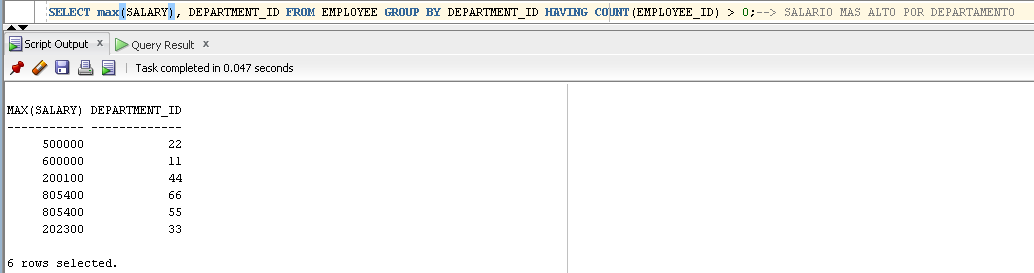 SELECT max(SALARY), DEPARTMENT_ID FROM EMPLOYEE GROUP BY DEPARTMENT_ID HAVING COUNT(EMPLOYEE_ID) > 0;--> SALARIO MAS ALTO POR DEPARTAMENTO
Script Output x Query Result x
Task completed in 0.047 seconds
MAX(SALARY) DEPARTMENT_ID
----------- -------------
500000 22
600000 11
200100 44
805400 66
805400 55
202300 33
6 rows selected.